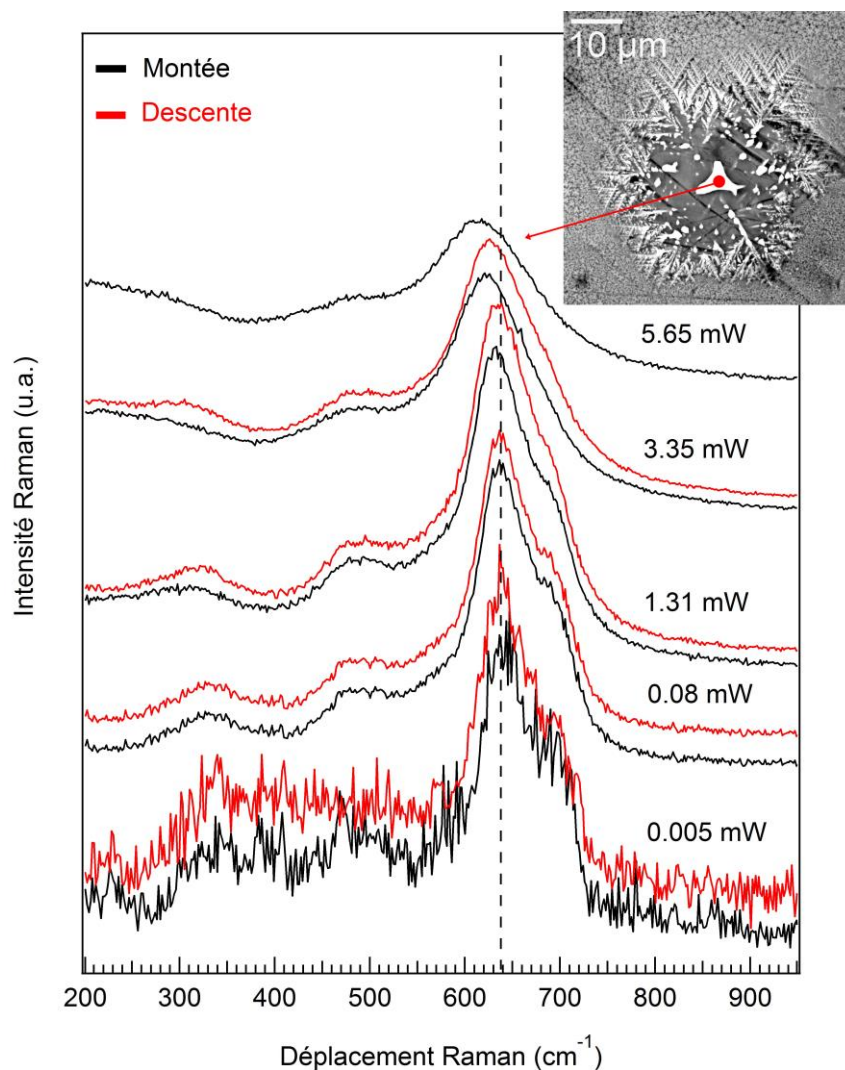 10 µm
Montée
Descente
5.65 mW
3.35 mW
1.31 mW
0.08 mW
0.005 mW
Intensité Raman (u.a.)
200 300 400 500 600 700 800 900
Déplacement Raman (cm⁻¹)